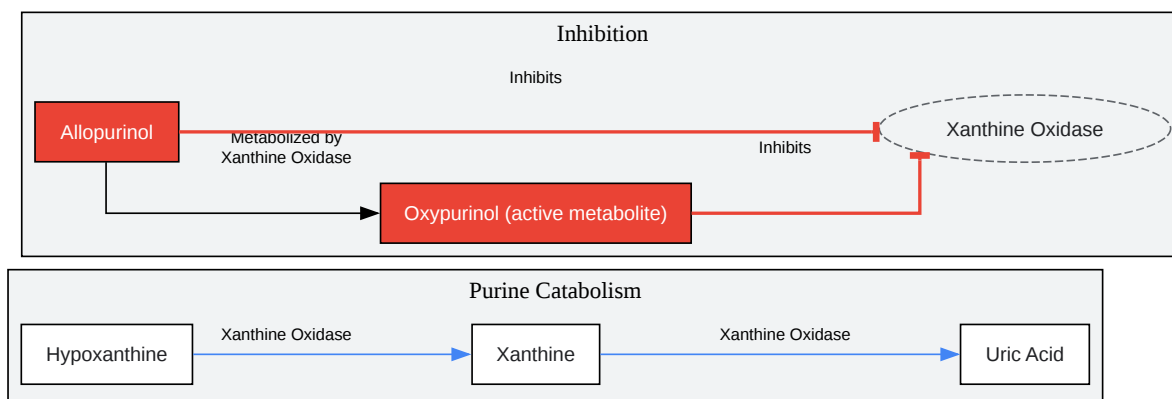 Inhibition
Inhibits
Allopurinol
Xanthine Oxidase
Metabolized by
Xanthine Oxidase
Inhibits
Oxypurinol (active metabolite)
Purine Catabolism
Xanthine Oxidase
Xanthine Oxidase
Hypoxanthine
Xanthine
Uric Acid